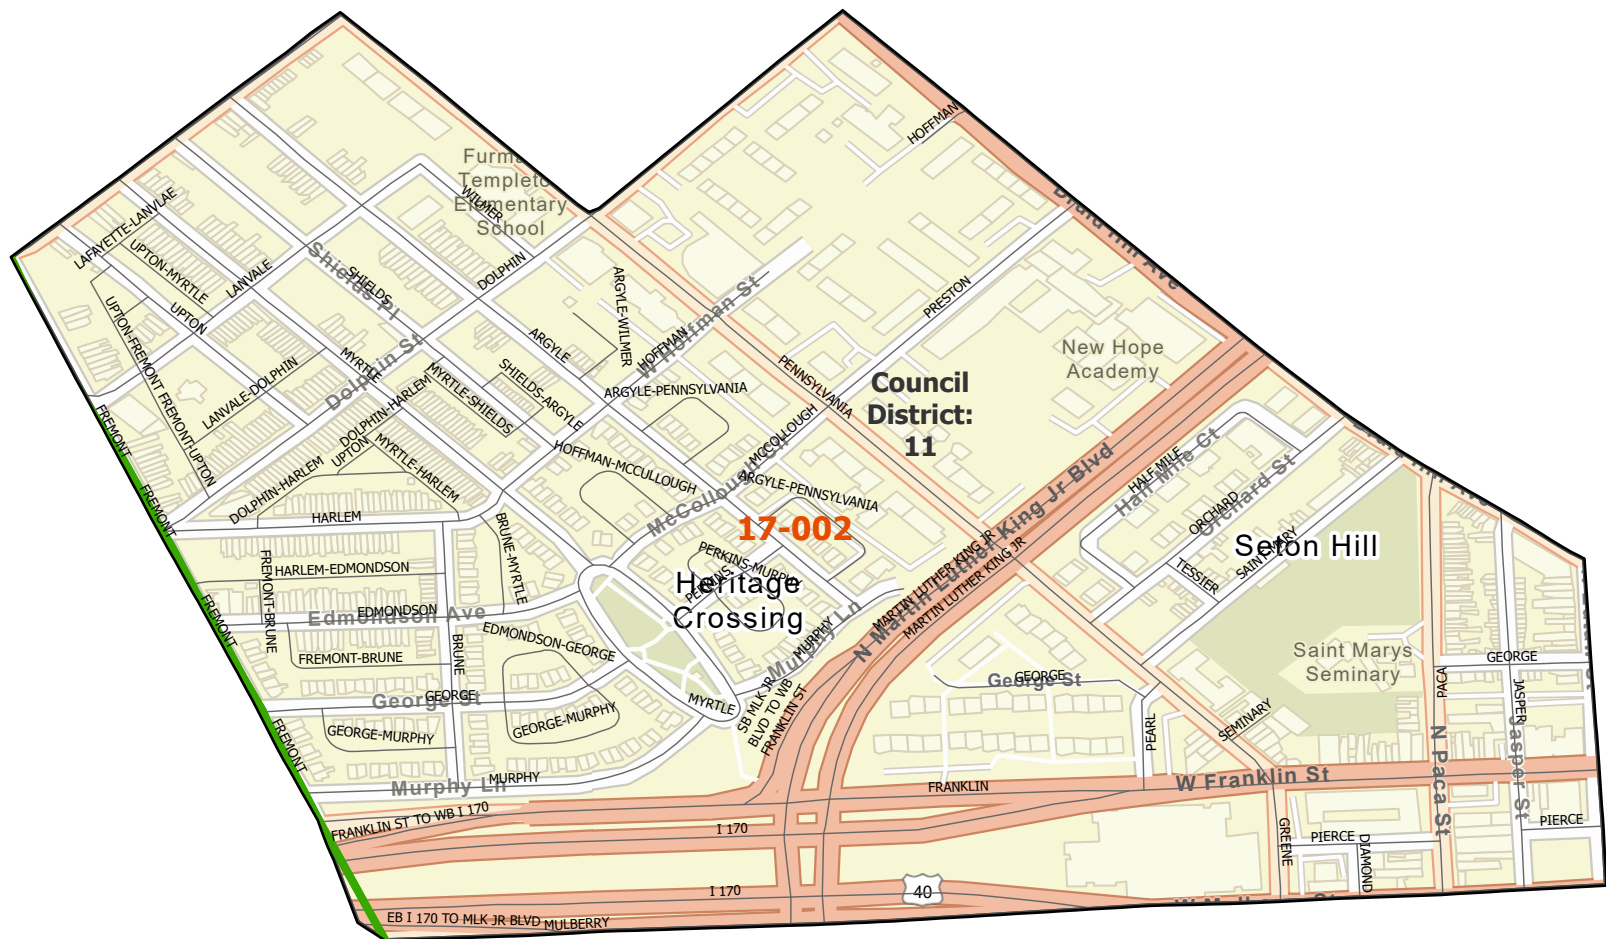 HOFFMAN
Furman
Templeton
Elementary
School
WILMER
Druid Hill Ave
LAFAYETTE-LANVLAE
UPTON-MYRTLE
LANVALE
Shields Pl
SHIELDS
DOLPHIN
ARGYLE-WILMER
W Hoffman St
HOFFMAN
PRESTON
UPTON
UPTON-FREMONT
FREMONT-UPTON
MYRTLE
Dolphin St
ARGYLE
LANVALE-DOLPHIN
MYRTLE-SHIELDS
SHIELDS-ARGYLE
ARGYLE-PENNSYLVANIA
PENNSYLVANIA
New Hope
Academy
Council
District:
11
FREMONT
DOLPHIN-HARLEM
UPTON
MYRTLE-HARLEM
DOLPHIN-HARLEM
HOFFMAN-MCCULLOUGH
MCCOLLOUGH
ARGYLE-PENNSYLVANIA
HALF MILE
Half Mile Ct
ORCHARD
Orchard St
FREMONT
HARLEM
BRUNE-MYRTLE
17-002
N Martin Luther King Jr Blvd
MARTIN LUTHER KING JR
MARTIN LUTHER KING JR
TESSIER
SAINT MARY
Seton Hill
FREMONT-BRUNE
HARLEM-EDMONDSON
PERKINS-MURPHY
PERKINS
Heritage
Crossing
FREMONT
EDMONDSON
Edmondson Ave
BRUNE
EDMONDSON-GEORGE
MURPHY
Murphy Ln
FREMONT-BRUNE
Saint Marys
Seminary
GEORGE
GEORGE
George St
GEORGE
George St
MYRTLE
SB MLK JR
BLVD TO WB
FRANKLIN ST
PACA
JASPER
FREMONT
GEORGE-MURPHY
GEORGE-MURPHY
PEARL
SEMINARY
N Paca St
Jasper St
MURPHY
Murphy Ln
FRANKLIN
W Franklin St
FRANKLIN ST TO WB I 170
I 170
GREENE
PIERCE
DIAMOND
PIERCE
I 170
40
EB I 170 TO MLK JR BLVD
MULBERRY